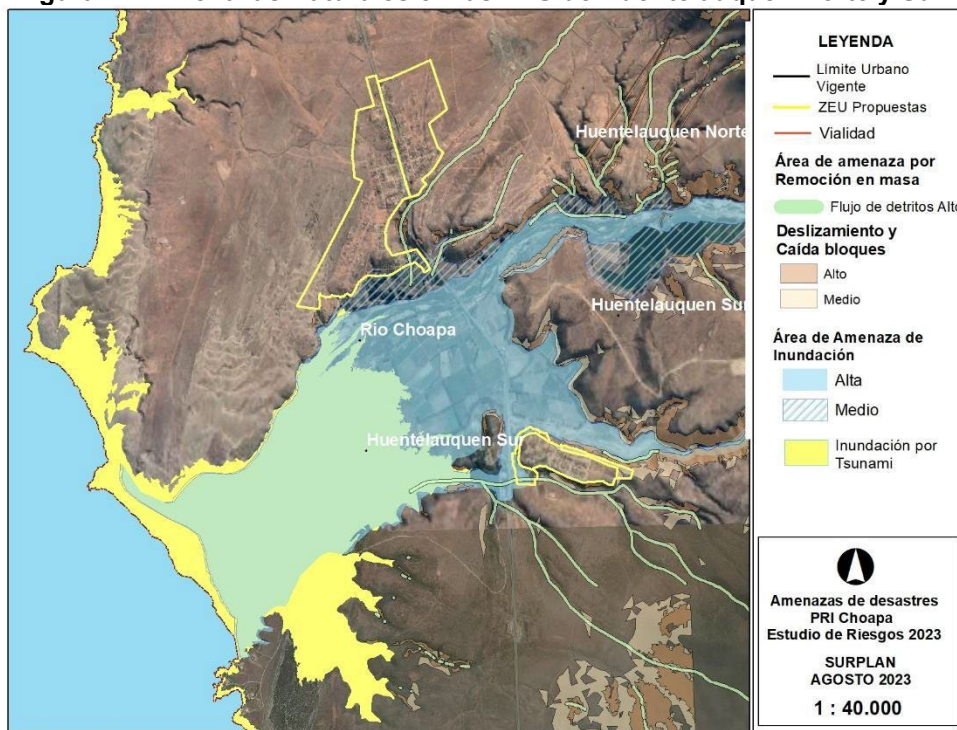 LEYENDA
Límite Urbano
Vigente
ZEU Propuestas
Vialidad
Área de amenaza por
Remoción en masa
Flujo de detritos Alto
Deslizamiento y
Caída bloques
Alto
Medio
Área de Amenaza de
Inundación
Alta
Medio
Inundación por
Tsunami
Huentelauquen Norte
Huentelauquen Sur
Rio Choapa
Huentelauquen Sur
Amenazas de desastres
PRI Choapa
Estudio de Riesgos 2023
SURPLAN
AGOSTO 2023
1 : 40.000